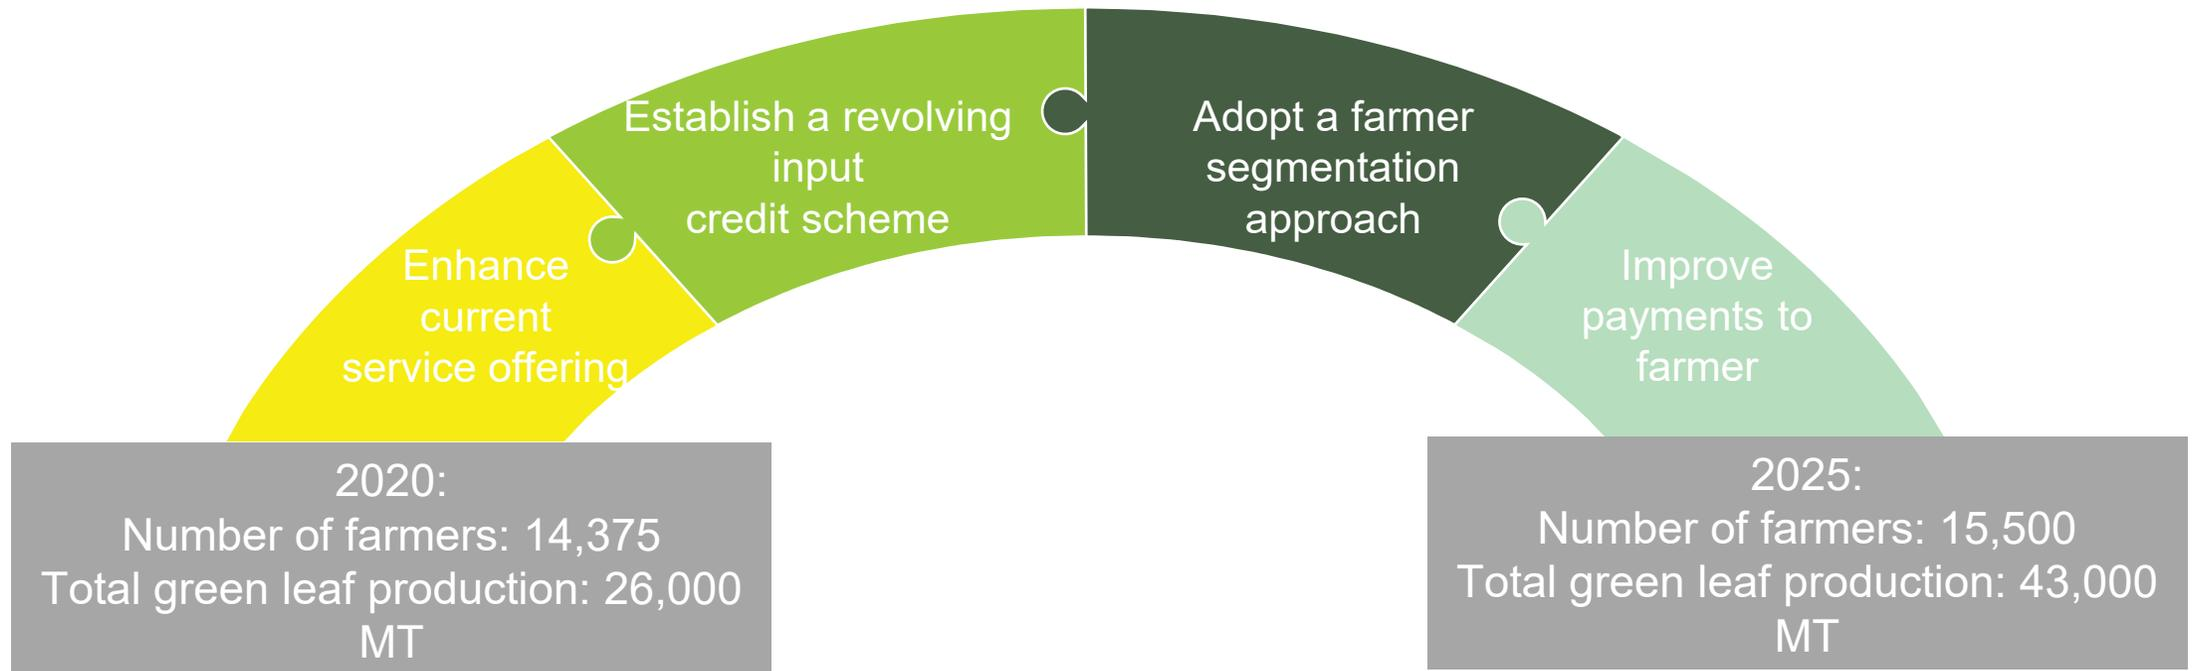 Establish a revolving
input
credit scheme
Adopt a farmer
segmentation
approach
Enhance
current
service offering
Improve
payments to
farmer
2020:
Number of farmers: 14,375
Total green leaf production: 26,000
MT
2025:
Number of farmers: 15,500
Total green leaf production: 43,000
MT